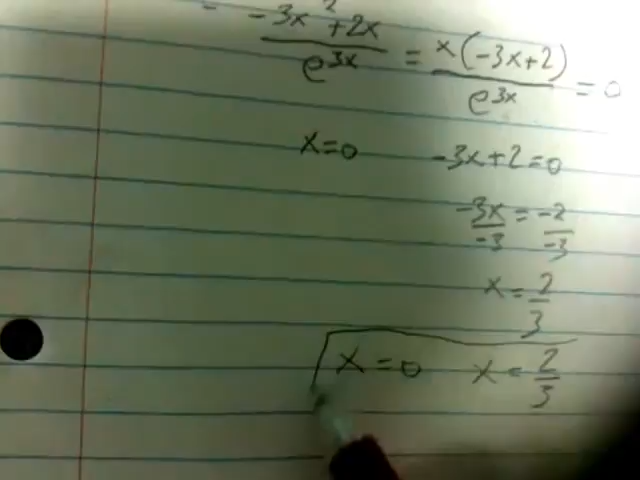 -3x²+2x / e^3x = x(-3x+2) / e^3x = 0
x=0 -3x+2=0
-3x / -3 = -2 / -3
x = 2/3
x = 0 x = 2/3